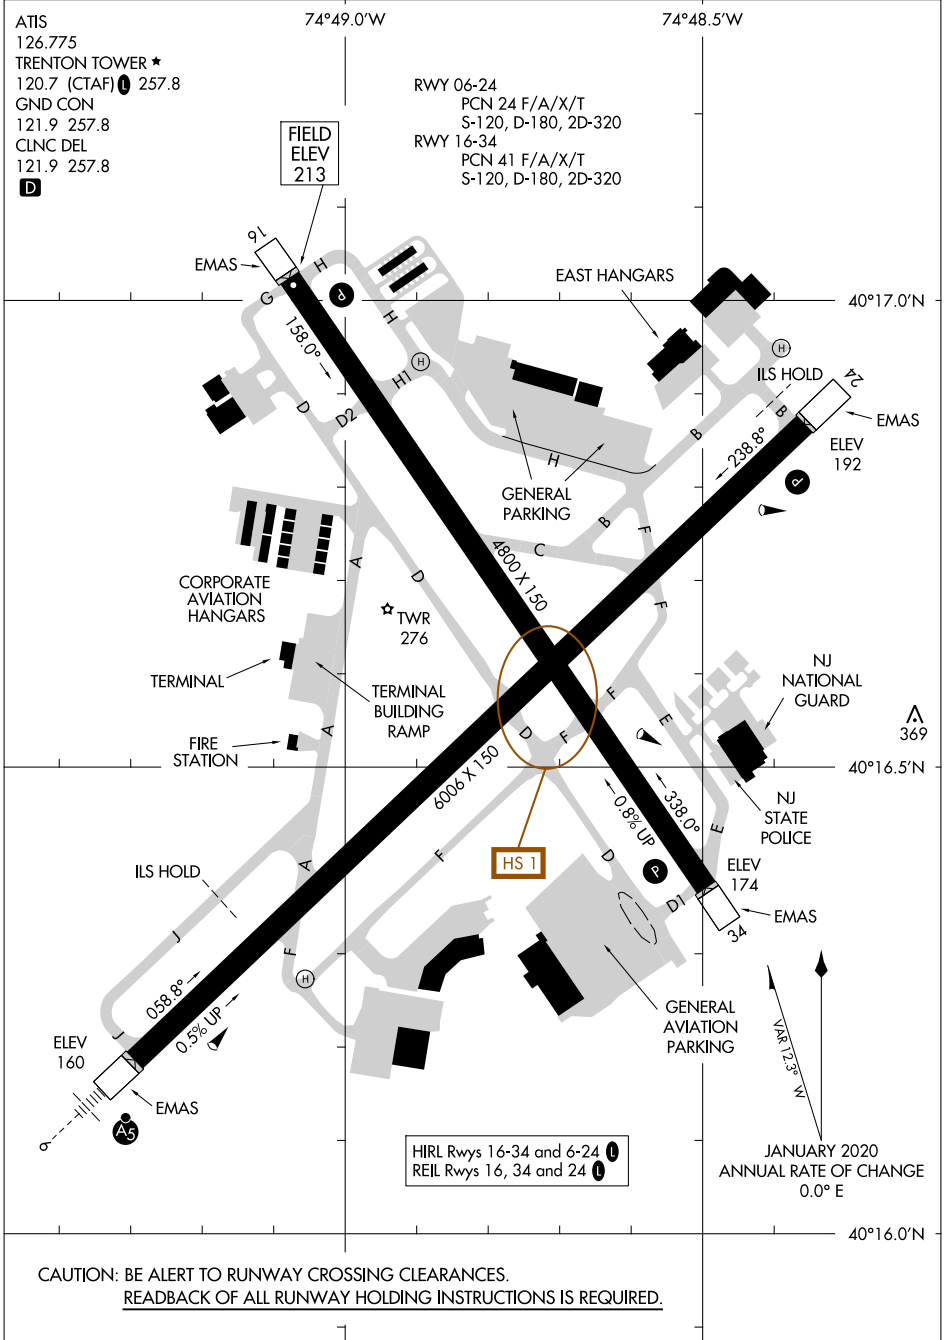 74°49.0'W
74°48.5'W
ATIS
126.775
TRENTON TOWER ★
120.7 (CTAF) L 257.8
GND CON
121.9 257.8
CLNC DEL
121.9 257.8
D
RWY 06-24
PCN 24 F/A/X/T
S-120, D-180, 2D-320
RWY 16-34
PCN 41 F/A/X/T
S-120, D-180, 2D-320
FIELD
ELEV
213
16
EMAS
H
G
P
H
EAST HANGARS
40°17.0'N
158.0°
H
H1
H
ILS HOLD
24
D
D2
B
B
EMAS
238.8°
ELEV
192
H
P
GENERAL
PARKING
B
F
C
4800 X 150
A
D
F
CORPORATE
AVIATION
HANGARS
TWR
276
TERMINAL
TERMINAL
BUILDING
RAMP
NJ
NATIONAL
GUARD
F
E
369
FIRE
STATION
A
D
F
6006 X 150
40°16.5'N
338.0°
0.8% UP
NJ
STATE
POLICE
E
HS 1
F
D
A
ILS HOLD
P
ELEV
174
D1
EMAS
34
J
F
H
058.8°
0.5% UP
GENERAL
AVIATION
PARKING
VAR 12.3° W
J
ELEV
160
EMAS
A5
6
HIRL Rwys 16-34 and 6-24 L
REIL Rwys 16, 34 and 24 L
JANUARY 2020
ANNUAL RATE OF CHANGE
0.0° E
40°16.0'N
CAUTION: BE ALERT TO RUNWAY CROSSING CLEARANCES.
READBACK OF ALL RUNWAY HOLDING INSTRUCTIONS IS REQUIRED.